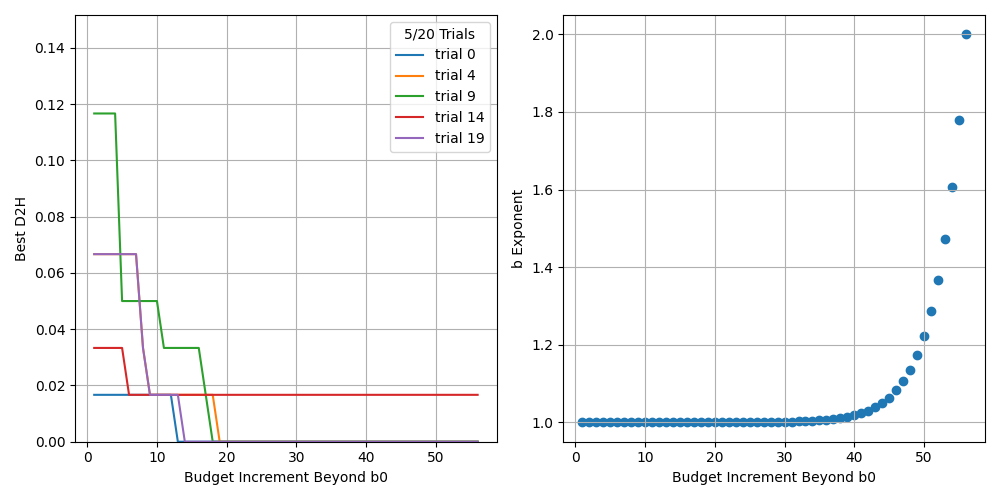 5/20 Trials
trial 0
trial 4
trial 9
trial 14
trial 19
0.14
0.12
0.10
0.08
0.06
0.04
0.02
0.00
Best D2H
0 10 20 30 40 50
Budget Increment Beyond b0
2.0
1.8
1.6
1.4
1.2
1.0
b Exponent
0 10 20 30 40 50
Budget Increment Beyond b0